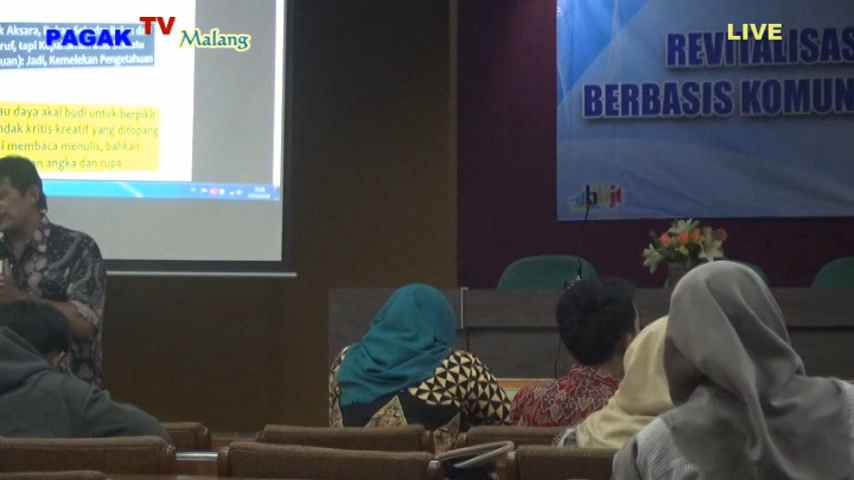 PAGAK TV Malang
LIVE
Aksara,
ruf, tapi
uan): Jadi, Kemelekan Pengetahuan
au daya akal budi untuk berpikir
ndak kritis kreatif yang ditopang
i membaca menulis, bahkan
an angka dan rupa
REVITALISAS
BERBASIS KOMUN